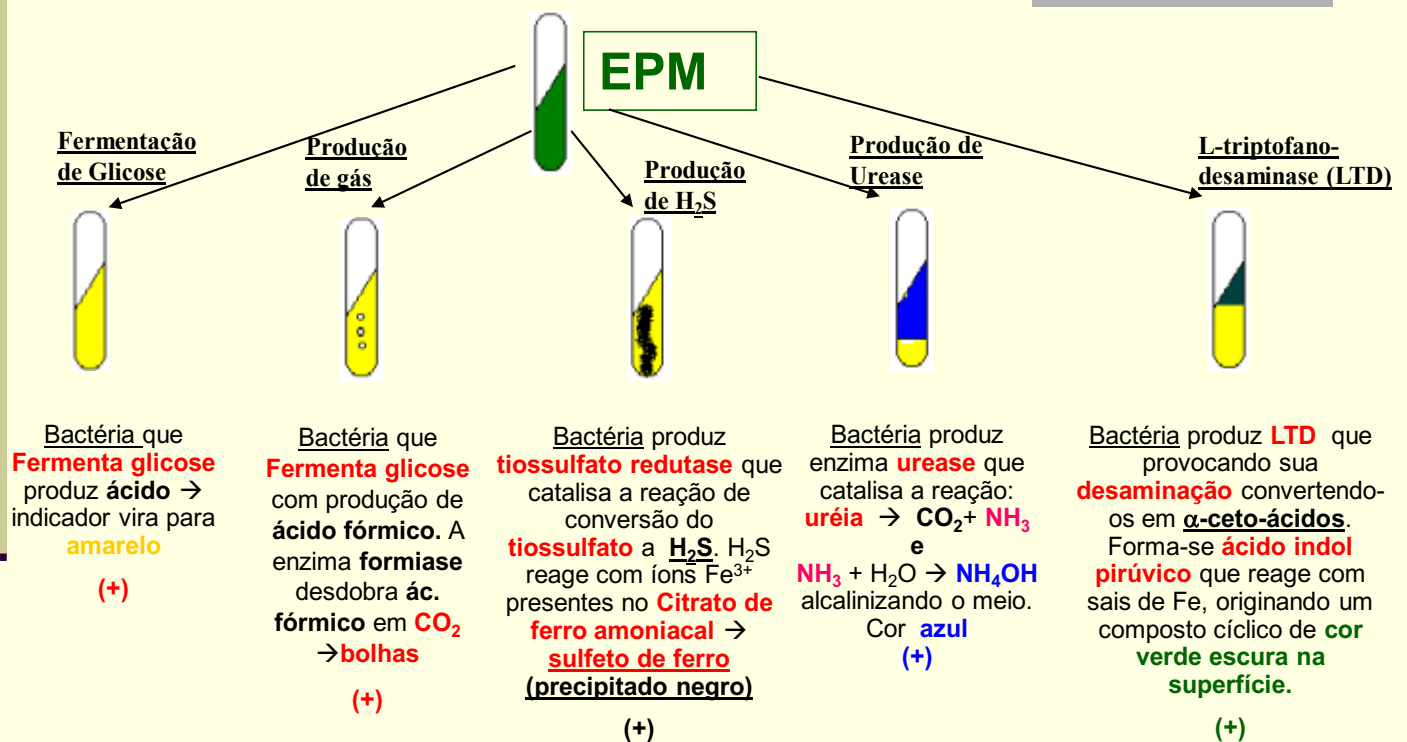 EPM
Fermentação
de Glicose
Produção
de gás
Produção
de H₂S
Produção de
Urease
L-triptofano-
desaminase (LTD)
Bactéria que
Fermenta glicose
produz ácido →
indicador vira para
amarelo
(+)
Bactéria que
Fermenta glicose
com produção de
ácido fórmico. A
enzima formiase
desdobra ác.
fórmico em CO₂
→bolhas
(+)
Bactéria produz
tiossulfato redutase que
catalisa a reação de
conversão do
tiossulfato a H₂S. H₂S
reage com íons Fe³⁺
presentes no Citrato de
ferro amoniacal →
sulfeto de ferro
(precipitado negro)
(+)
Bactéria produz
enzima urease que
catalisa a reação:
uréia → CO₂+ NH₃
e
NH₃ + H₂O → NH₄OH
alcalinizando o meio.
Cor azul
(+)
Bactéria produz LTD que
provocando sua
desaminação convertendo-
os em α-ceto-ácidos.
Forma-se ácido indol
pirúvico que reage com
sais de Fe, originando um
composto cíclico de cor
verde escura na
superfície.
(+)